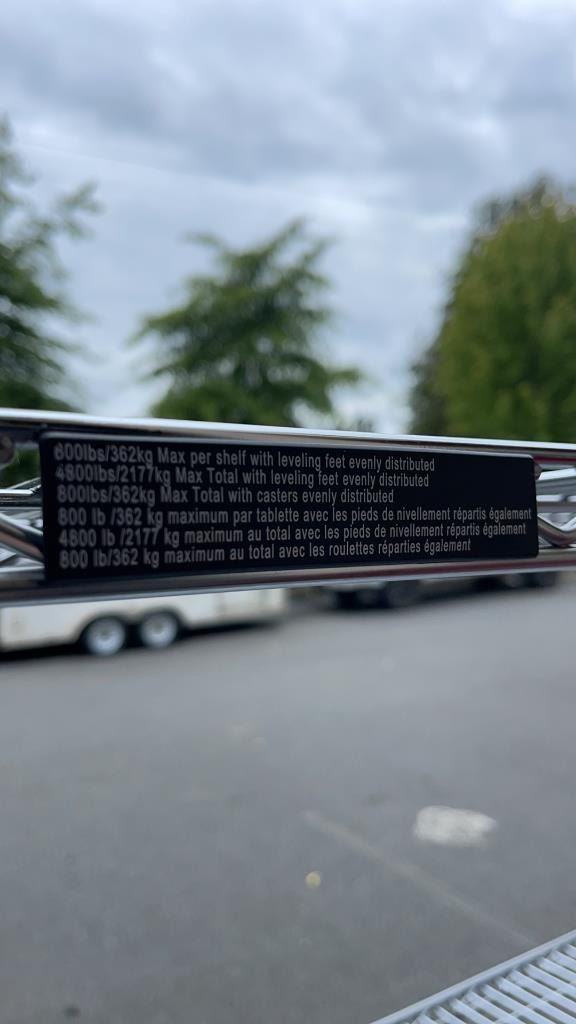 800lbs/362kg Max per shelf with leveling feet evenly distributed
4800lbs/2177kg Max Total with leveling feet evenly distributed
800lbs/362kg Max Total with casters evenly distributed
800 lb /362 kg maximum par tablette avec les pieds de nivellement répartis également
4800 lb /2177 kg maximum au total avec les pieds de nivellement répartis également
800 lb/362 kg maximum au total avec les roulettes réparties également